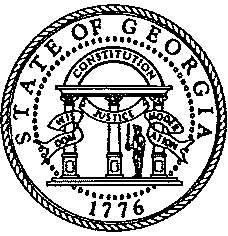 STATE OF GEORGIA
CONSTITUTION
WISDOM
JUSTICE
MODERATION
1776